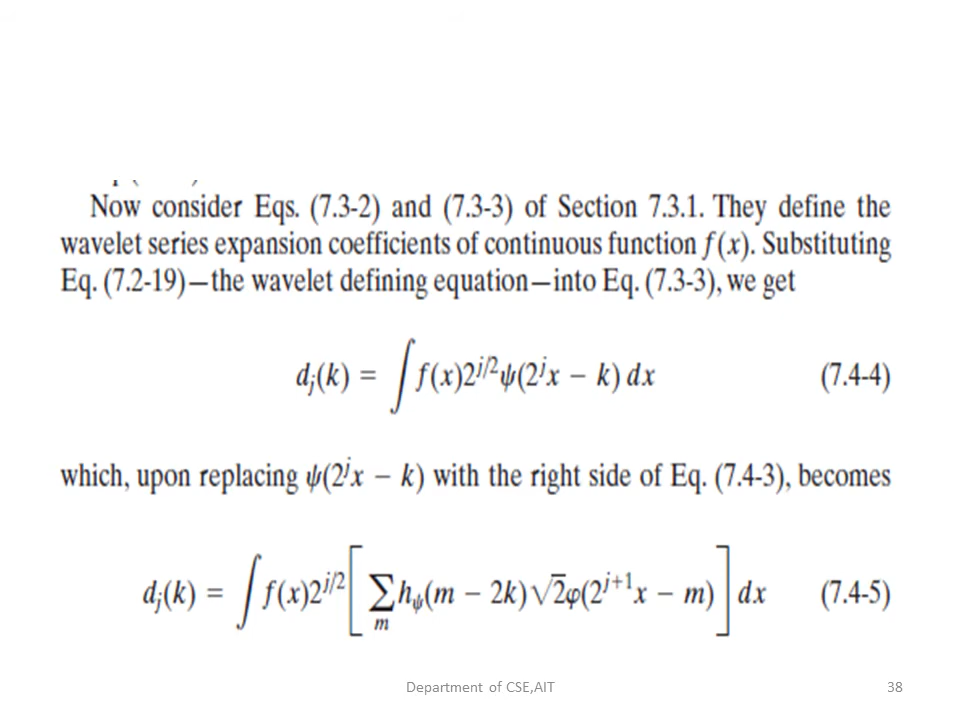 Now consider Eqs. (7.3-2) and (7.3-3) of Section 7.3.1. They define the
wavelet series expansion coefficients of continuous function f(x). Substituting
Eq. (7.2-19)—the wavelet defining equation—into Eq. (7.3-3), we get
d_j(k) = ∫ f(x)2^{j/2}ψ(2^j x − k) dx (7.4-4)
which, upon replacing ψ(2^j x − k) with the right side of Eq. (7.4-3), becomes
d_j(k) = ∫ f(x)2^{j/2}[ ∑_m h_ψ(m − 2k)√2φ(2^{j+1}x − m) ] dx (7.4-5)
Department of CSE,AIT 38